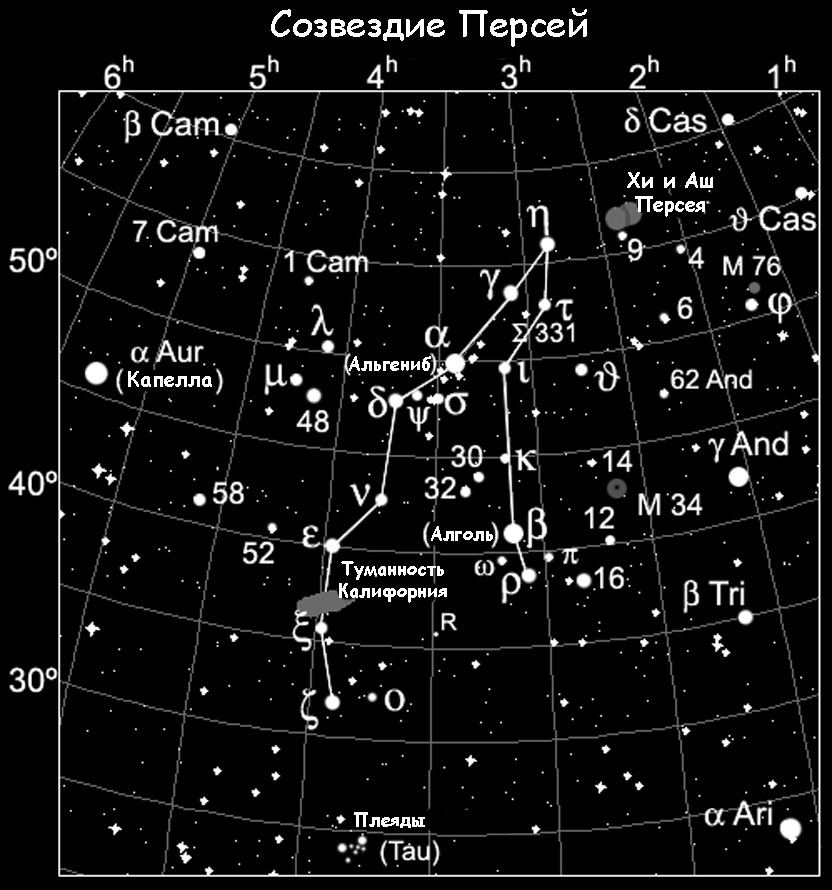 Созвездие Персей
6h 5h 4h 3h 2h 1h
β Cam
δ Cas
Хи и Аш
Персея
η
ϑ Cas
7 Cam
9
4
50º
1 Cam
γ
M 76
τ
6
φ
λ
α
Σ 331
α Aur
(Капелла)
(Альгениб)
μ
ι
ϑ
62 And
48
δ
ψ
σ
γ And
30
κ
14
40º
58
ν
32
M 34
12
52
ε
(Алголь)
β
ω
π
Туманность
Калифорния
ρ
16
β Tri
ξ
R
30º
ζ
ο
Плеяды
(Tau)
α Ari